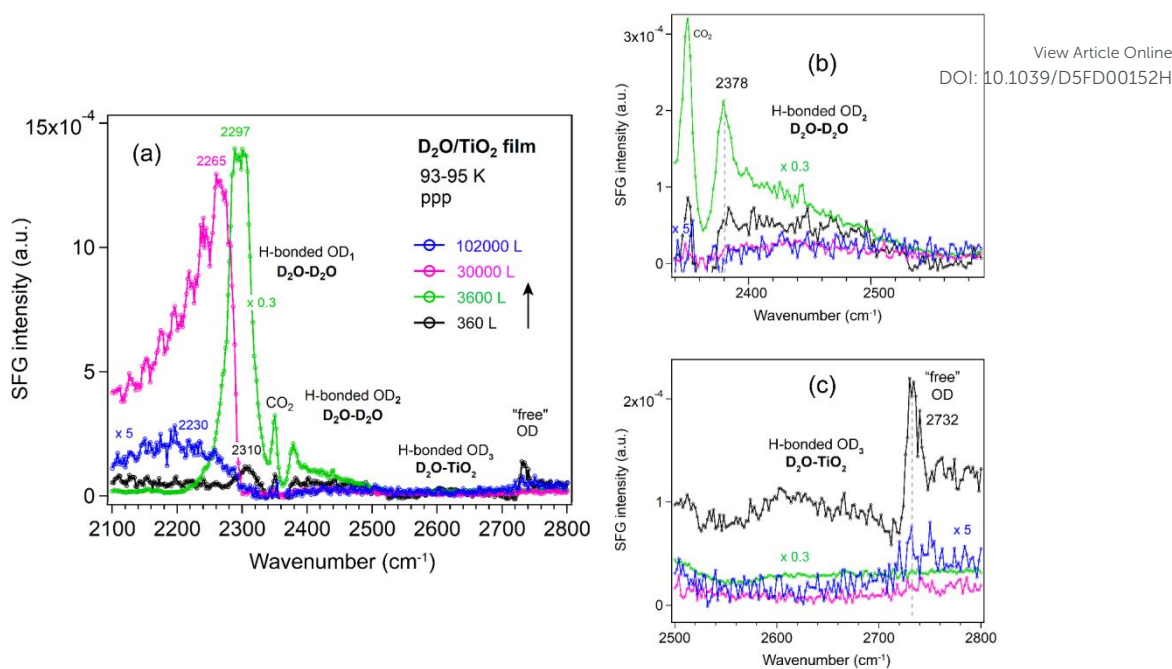 View Article Online
DOI: 10.1039/D5FD00152H
(a)
15x10⁻⁴
10
5
0
SFG intensity (a.u.)
2265
2297
D₂O/TiO₂ film
93-95 K
ppp
102000 L
30000 L
3600 L
360 L
H-bonded OD₁
D₂O-D₂O
x 0.3
CO₂
H-bonded OD₂
D₂O-D₂O
"free"
OD
H-bonded OD₃
D₂O-TiO₂
x 5
2230
2310
2100 2200 2300 2400 2500 2600 2700 2800
Wavenumber (cm⁻¹)
(b)
3x10⁻⁴
2
1
0
SFG intensity (a.u.)
CO₂
2378
H-bonded OD₂
D₂O-D₂O
x 0.3
x 5
2400 2500
Wavenumber (cm⁻¹)
(c)
2x10⁻⁴
1
0
SFG intensity (a.u.)
"free"
OD
2732
H-bonded OD₃
D₂O-TiO₂
x 5
x 0.3
2500 2600 2700 2800
Wavenumber (cm⁻¹)